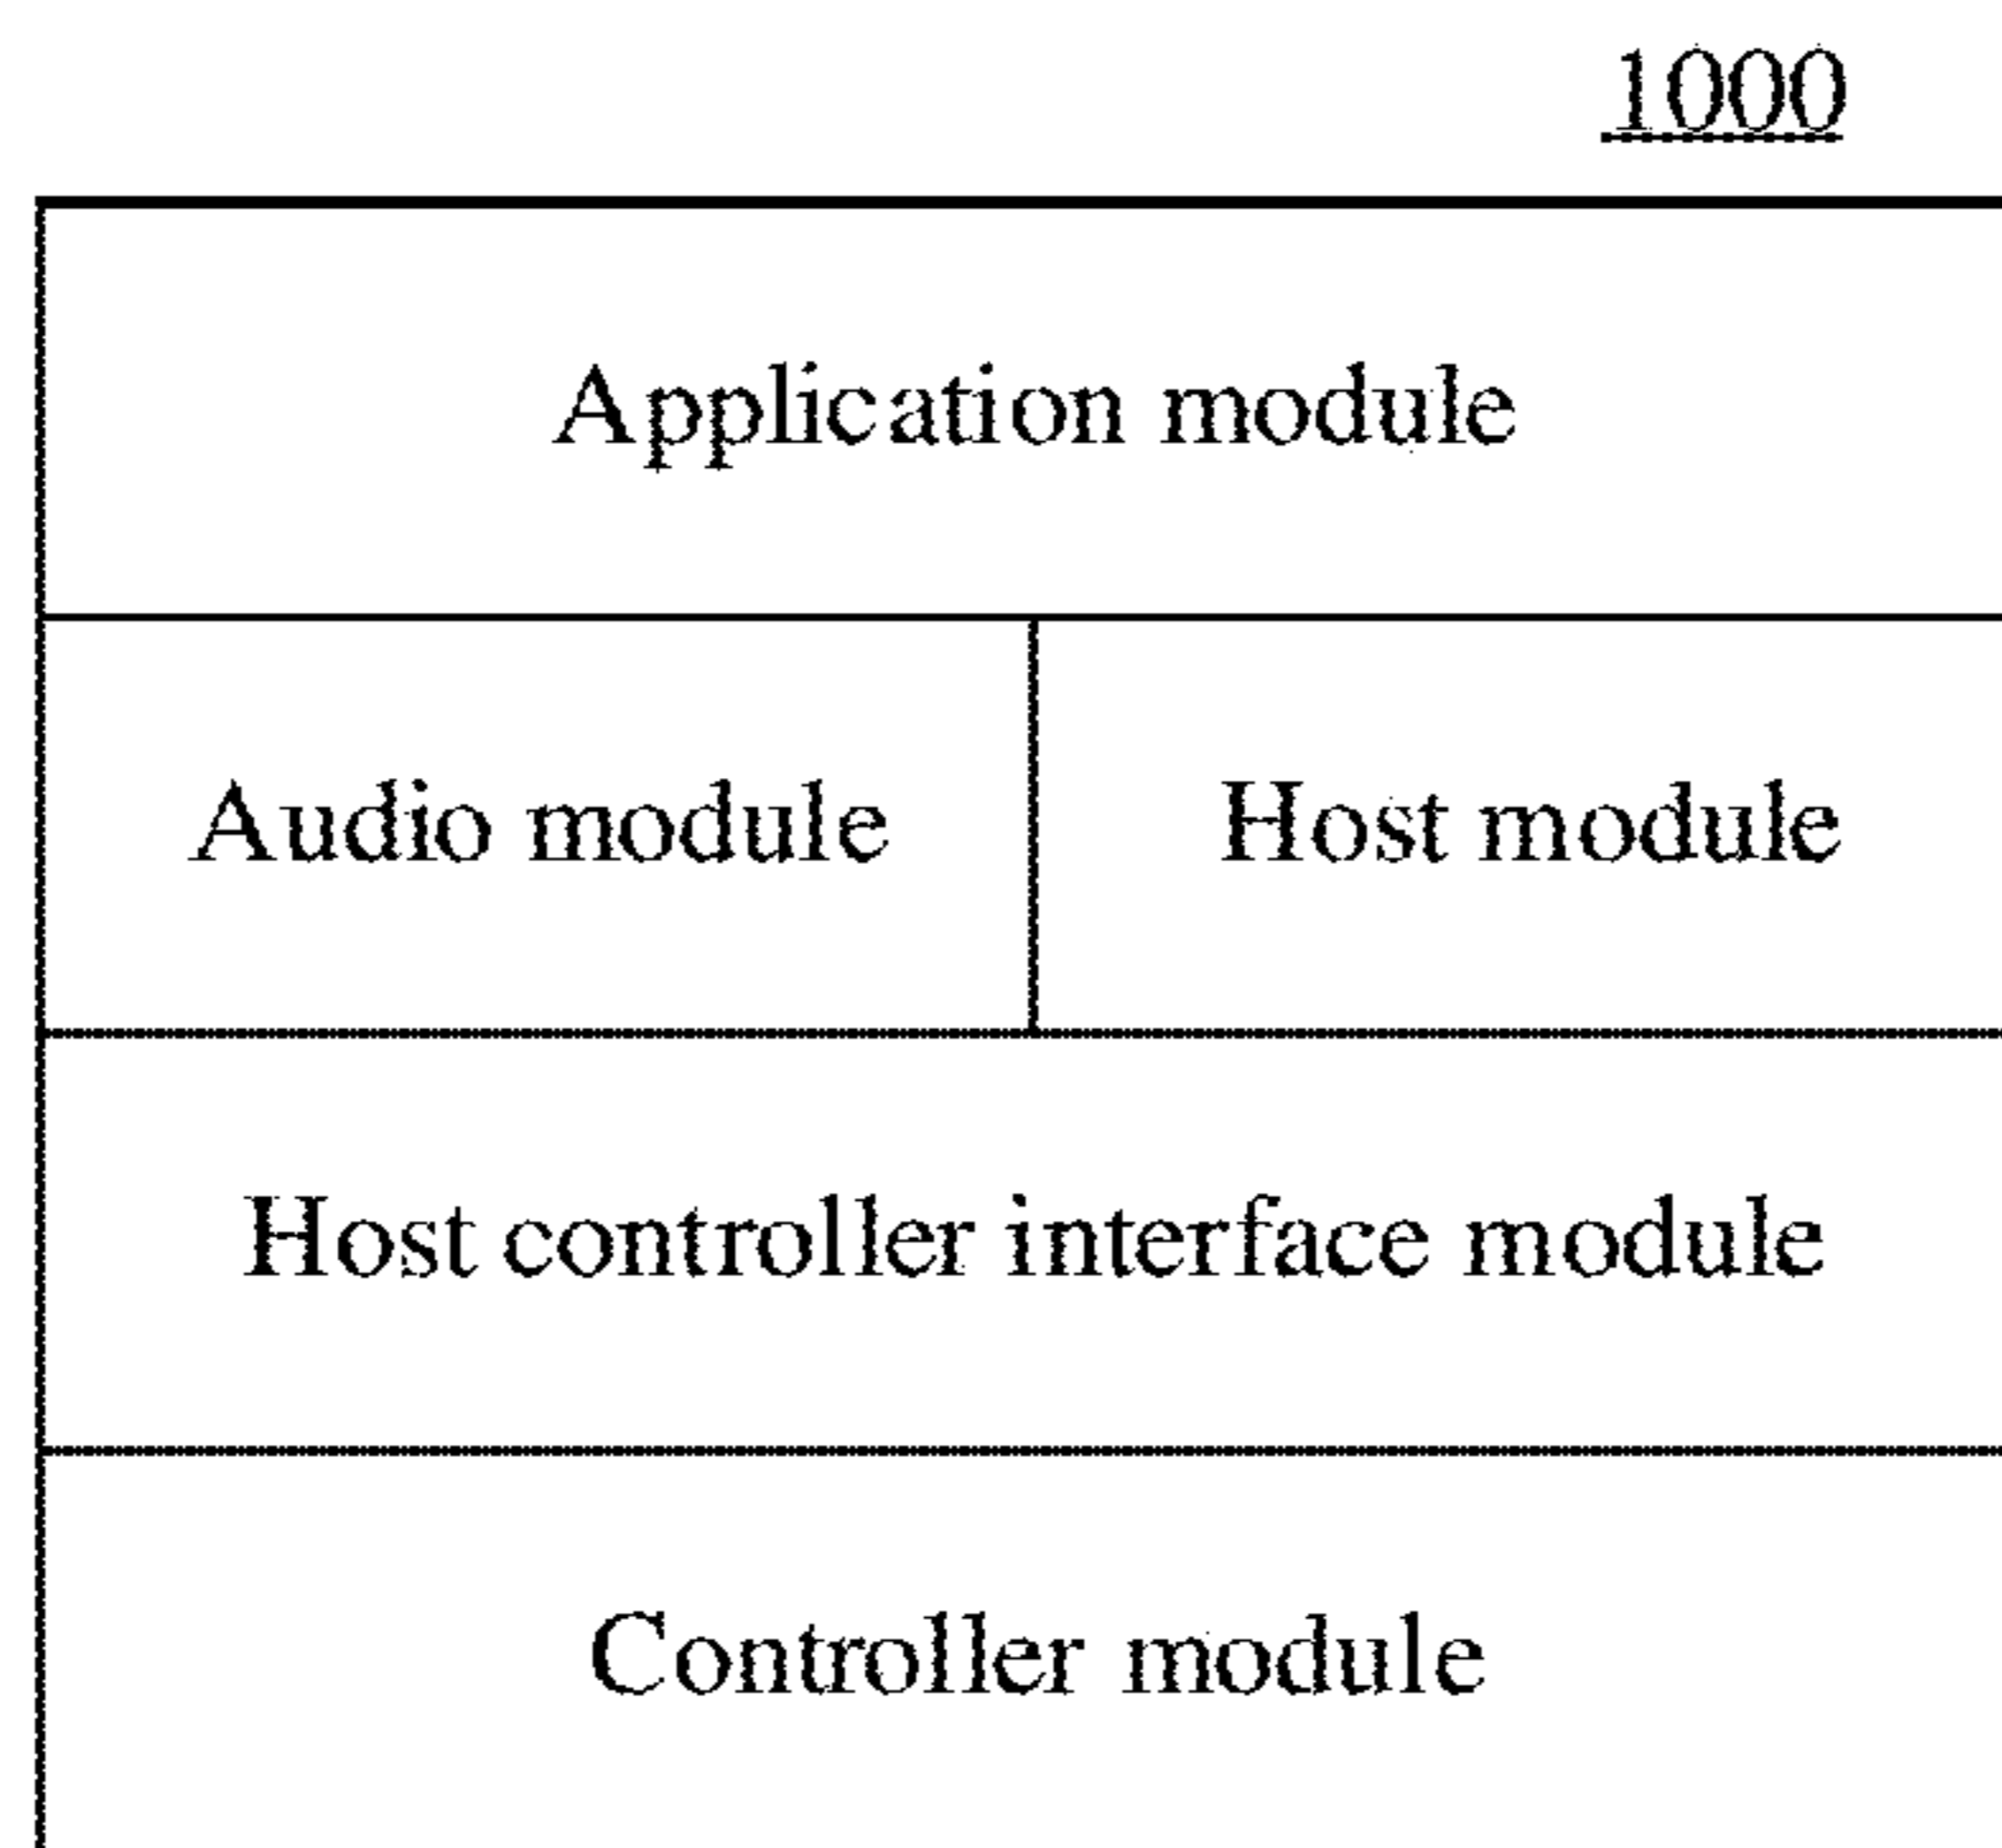 1000
Application module
Audio module
Host module
Host controller interface module
Controller module